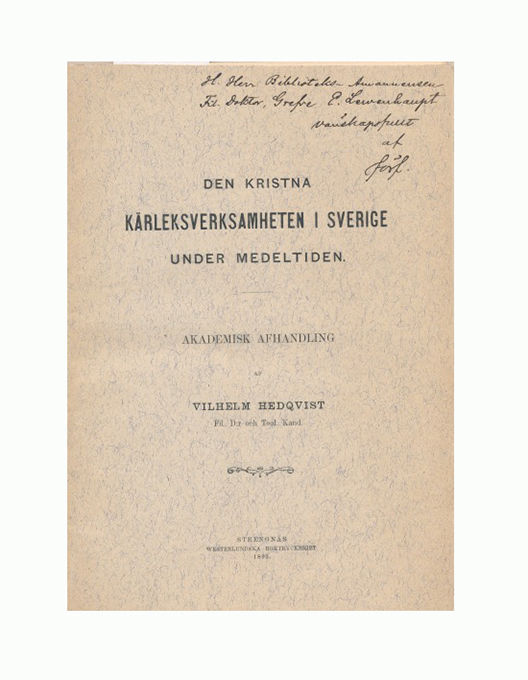 H. Herr Biblioteks-Amanuensen
Fil. Doktor, Grefve E. Lewenhaupt
vänskapsfullt
af
förf.
DEN KRISTNA
KÄRLEKSVERKSAMHETEN I SVERIGE
UNDER MEDELTIDEN.
AKADEMISK AFHANDLING
AF
VILHELM HEDQVIST
Fil. D:r och Teol. Kand.
STRENGNÄS
WESTERLUNDSKA BOKTRYCKERIET